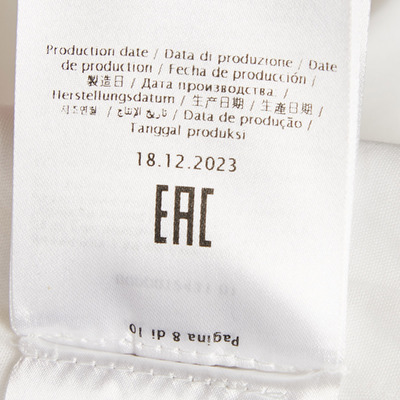 Production date / Data di produzione / Date
de production / Fecha de producción /
製造日 / Дата производства /
Herstellungsdatum / 生产日期 / 生產日期 /
/ Data de produção /
Tanggal produksi
18.12.2023
EAC
Pagina 8 di 10